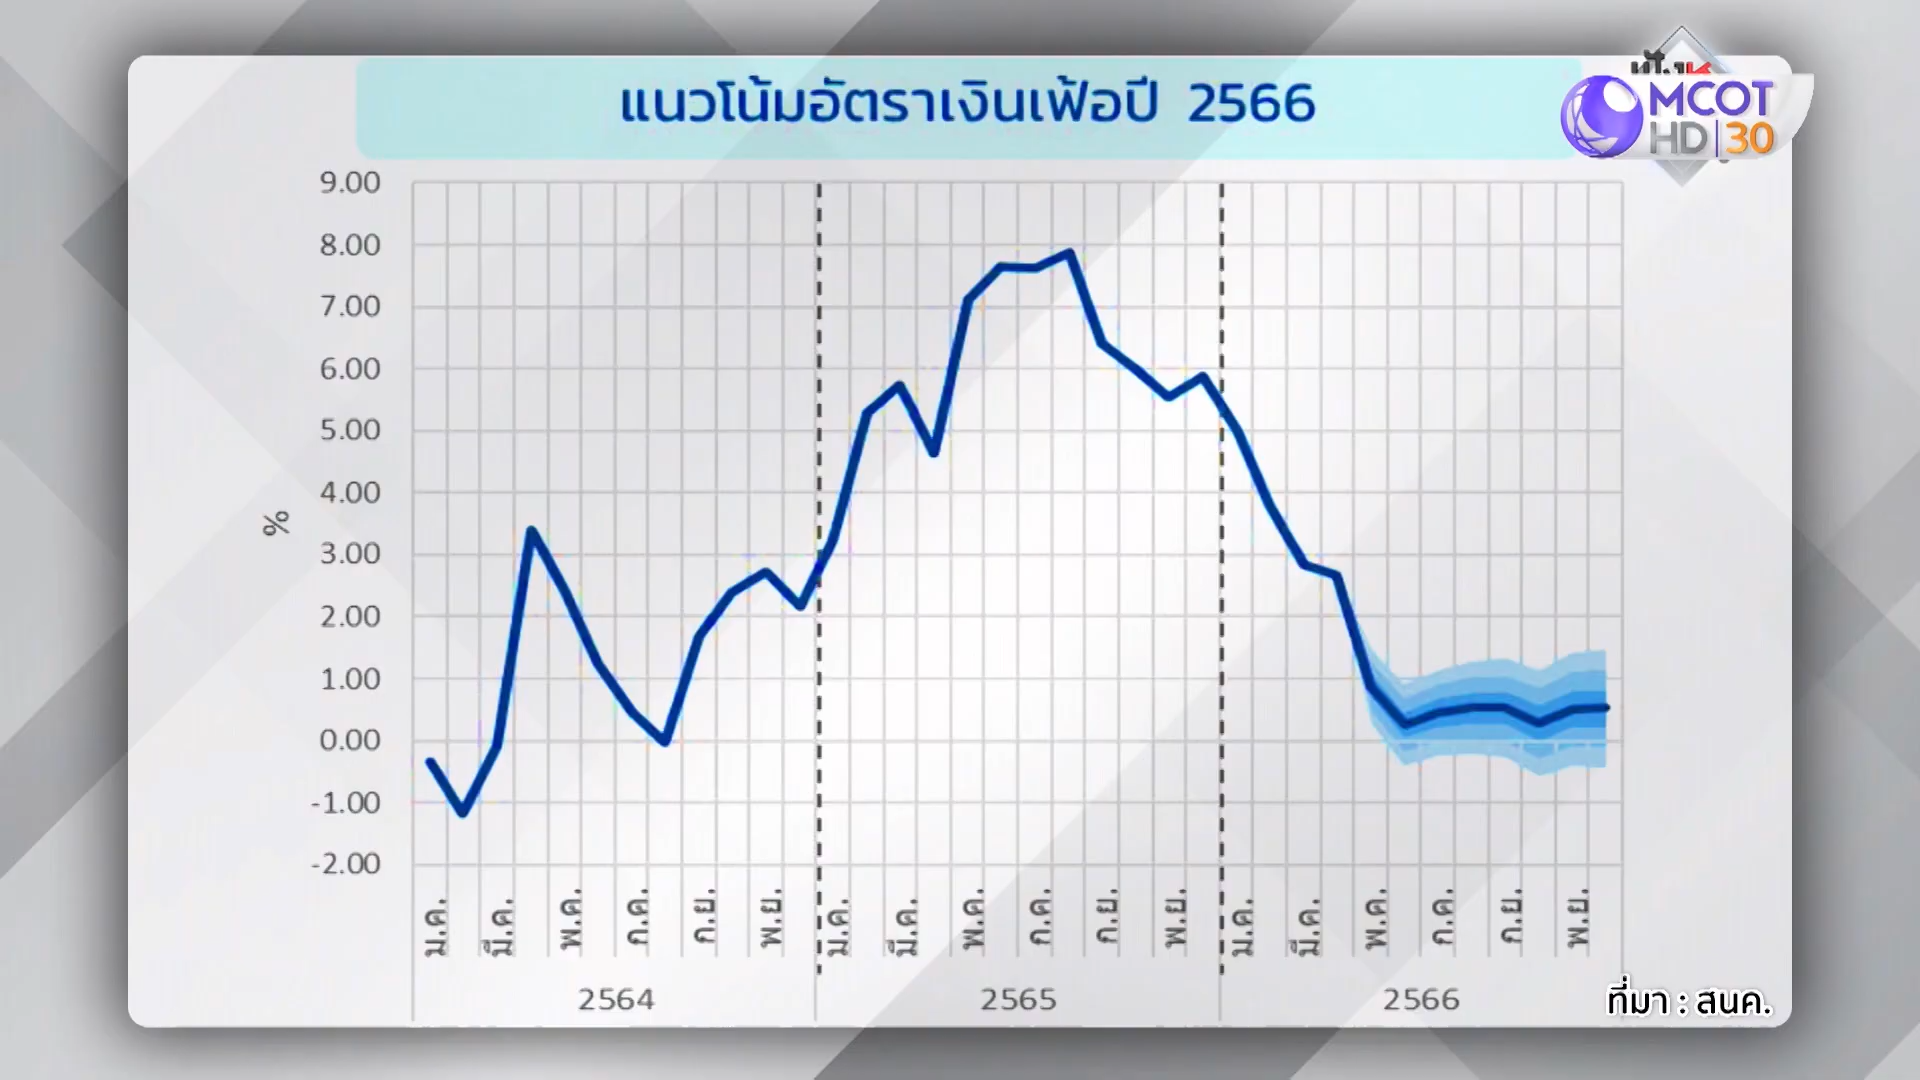 แนวโน้มอัตราเงินเฟ้อปี 2566
MCOT
HD 30
9.00
8.00
7.00
6.00
5.00
4.00
3.00
2.00
1.00
0.00
-1.00
-2.00
%
ม.ค. มี.ค. พ.ค. ก.ค. ก.ย. พ.ย. ม.ค. มี.ค. พ.ค. ก.ค. ก.ย. พ.ย. ม.ค. มี.ค. พ.ค. ก.ค. ก.ย. พ.ย.
2564 2565 2566
ที่มา : สนค.